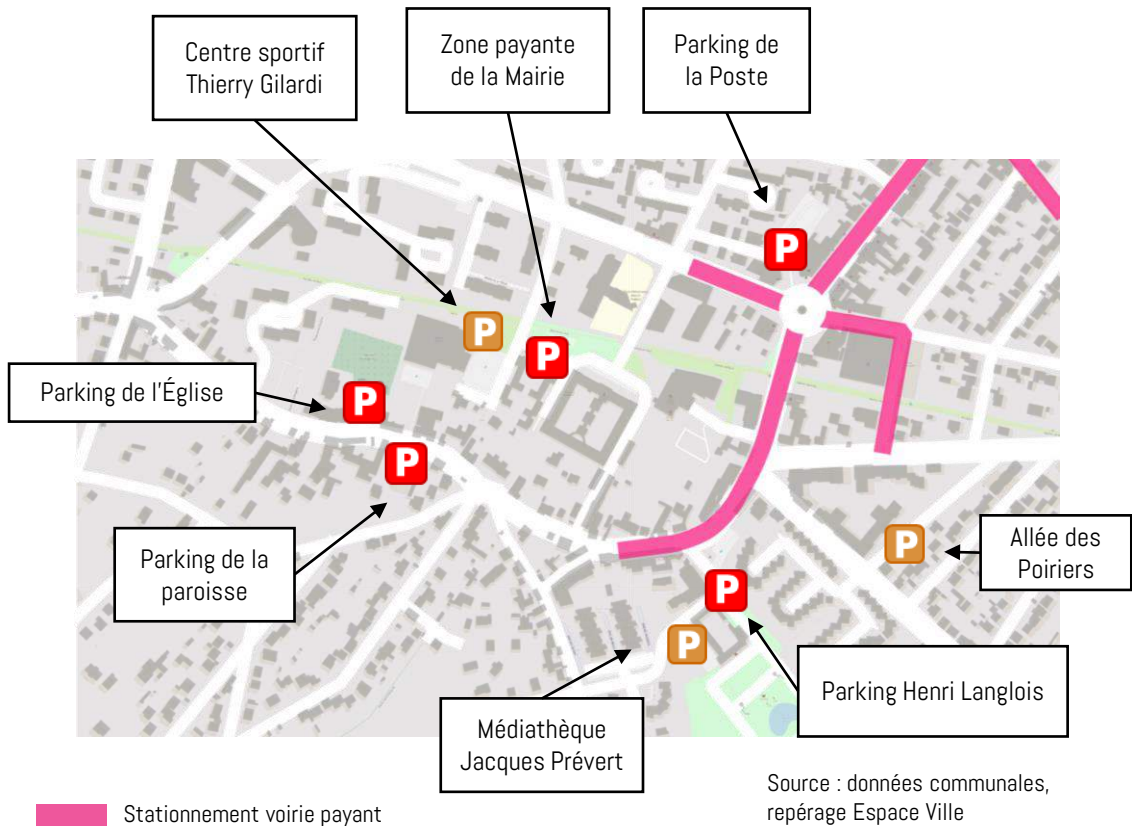 Centre sportif
Thierry Gilardi
Zone payante
de la Mairie
Parking de
la Poste
P
P
P
Parking de l'Église
P
P
Parking de la
paroisse
P
Allée des
Poiriers
P
P
Parking Henri Langlois
Médiathèque
Jacques Prévert
Stationnement voirie payant
Source : données communales,
repérage Espace Ville